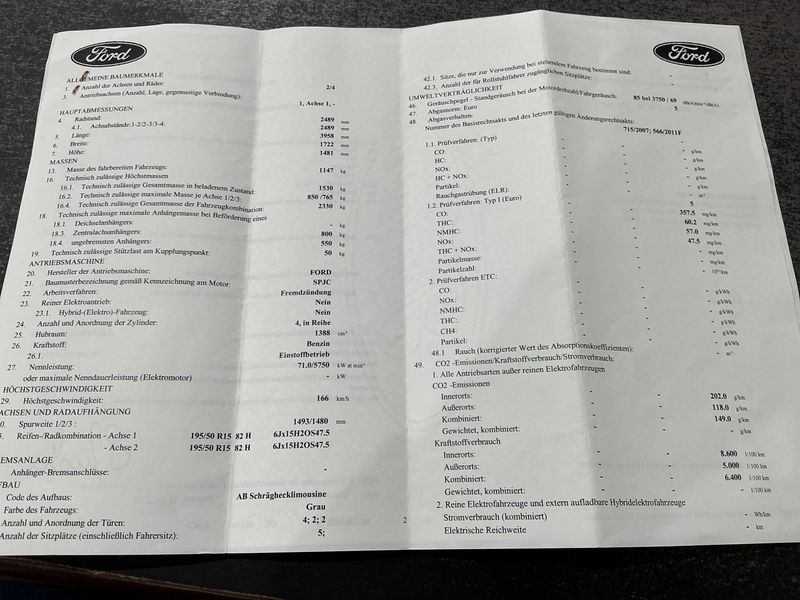 Ford
ALLGEMEINE BAUMERKMALE
1. Anzahl der Achsen und Räder: 2/4
3. Antriebsachsen (Anzahl, Lage, gegenseitige Verbindung): 1, Achse 1, -
HAUPTABMESSUNGEN
4. Radstand: 2489 mm
4.1. Achsabstände:1-2/2-3/3-4: 2489 mm
5. Länge: 3958 mm
6. Breite: 1722 mm
7. Höhe: 1481 mm
MASSEN
13. Masse des fahrbereiten Fahrzeugs: 1147 kg
16. Technisch zulässige Höchstmassen
16.1. Technisch zulässige Gesamtmasse in beladenem Zustand: 1530 kg
16.2. Technisch zulässige maximale Masse je Achse 1/2/3: 850 /765 kg
16.4. Technisch zulässige Gesamtmasse der Fahrzeugkombination: 2330 kg
18. Technisch zulässige maximale Anhängemasse bei Beförderung eines
18.1. Deichselanhängers: - kg
18.3. Zentralachsanhängers: 800 kg
18.4. ungebremsten Anhängers: 550 kg
19. Technisch zulässige Stützlast am Kupplungspunkt: 50 kg
ANTRIEBSMASCHINE
20. Hersteller der Antriebsmaschine: FORD
21. Baumusterbezeichnung gemäß Kennzeichnung am Motor: SPJC
22. Arbeitsverfahren: Fremdzündung
23. Reiner Elektroantrieb: Nein
23.1. Hybrid-(Elektro)-Fahrzeug: Nein
24. Anzahl und Anordnung der Zylinder: 4, in Reihe
25. Hubraum: 1388 cm³
26. Kraftstoff: Benzin
26.1. Einstoffbetrieb
27. Nennleistung: 71.0/5750 kW at min⁻¹
oder maximale Nenndauerleistung (Elektromotor) - kW
HÖCHSTGESCHWINDIGKEIT
29. Höchstgeschwindigkeit: 166 km/h
ACHSEN UND RADAUFHÄNGUNG
0. Spurweite 1/2/3 : 1493/1480 mm
5. Reifen-/Radkombination - Achse 1 195/50 R15 82 H 6Jx15H2OS47.5
- Achse 2 195/50 R15 82 H 6Jx15H2OS47.5
EMSANLAGE
Anhänger-Bremsanschlüsse: -
FBAU
Code des Aufbaus: AB Schräghecklimousine
Farbe des Fahrzeugs: Grau
Anzahl und Anordnung der Türen: 4; 2; 2
Anzahl der Sitzplätze (einschließlich Fahrersitz): 5;
2
Ford
42.1. Sitze, die nur zur Verwendung bei stehendem Fahrzeug bestimmt sind: -
42.3. Anzahl der für Rollstuhlfahrer zugänglichen Sitzplätze: -
UMWELTVERTRÄGLICHKEIT
46. Geräuschpegel - Standgeräusch bei der Motordrehzahl/Fahrgeräusch: 85 bei 3750 / 69
47. Abgasnorm: Euro 5
48. Abgasverhalten:
Nummer des Basisrechtsakts und des letzten gültigen Änderungsrechtsakts: 715/2007; 566/2011F
1.1. Prüfverfahren: (Typ)
CO: - - - g/km
HC: - - - g/km
NOx: - - - g/km
HC + NOx: - - - g/km
Partikel: - - - g/km
Rauchgastrübung (ELR): - - - m⁻¹
1.2. Prüfverfahren: Typ I (Euro) 5
CO: - - 357.5 mg/km
THC: - - 60.2 mg/km
NMHC: - - 57.0 mg/km
NOx: - - 47.5 mg/km
THC + NOx: - - - mg/km
Partikelmasse: - - - mg/km
Partikelzahl: - - - 10¹¹/km
2. Prüfverfahren ETC:
CO: - - - g/kWh
NOx: - - - g/kWh
NMHC: - - - g/kWh
THC: - - - g/kWh
CH4: - - - g/kWh
Partikel: - - - g/kWh
48.1 Rauch (korrigierter Wert des Absorptionskoeffizienten): - m⁻¹
49. CO2 -Emissionen/Kraftstoffverbrauch/Stromverbrauch:
1. Alle Antriebsarten außer reinen Elektrofahrzeugen
CO2 -Emissionen
Innerorts: - - 202.0 g/km
Außerorts: - - 118.0 g/km
Kombiniert: - - 149.0 g/km
Gewichtet, kombiniert: - - - g/km
Kraftstoffverbrauch
Innerorts: - - 8.600 l/100 km
Außerorts: - - 5.000 l/100 km
Kombiniert: - - 6.400 l/100 km
Gewichtet, kombiniert: - - - l/100 km
2. Reine Elektrofahrzeuge und extern aufladbare Hybridelektrofahrzeuge
Stromverbrauch (kombiniert) - Wh/km
Elektrische Reichweite - km